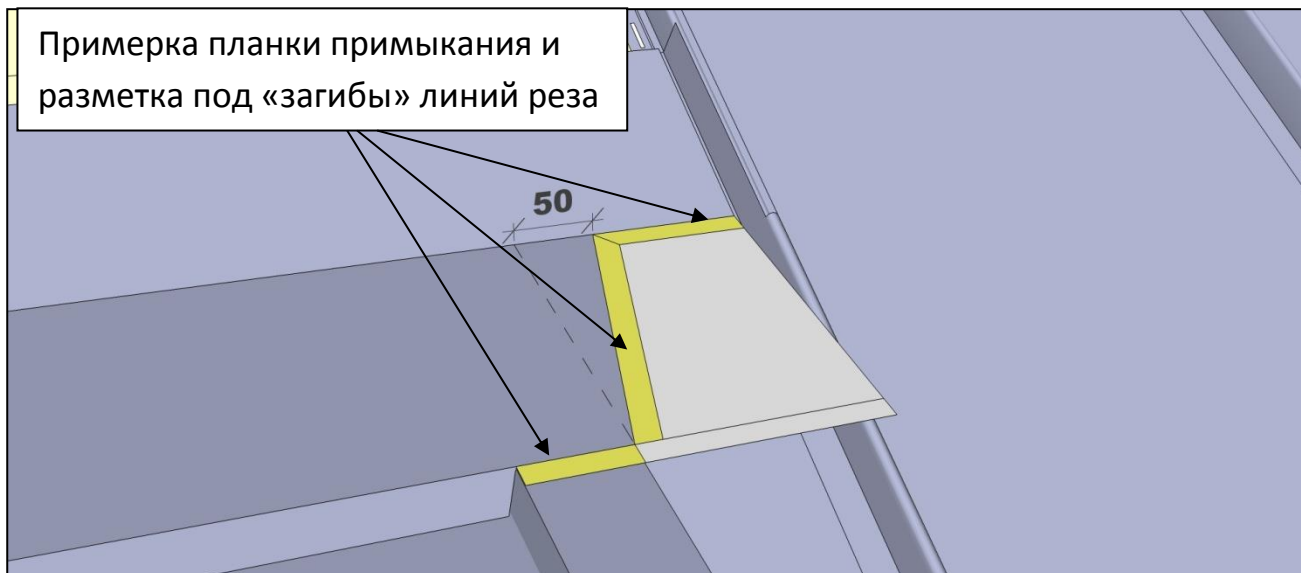 Примерка планки примыкания и
разметка под «загибы» линий реза
50